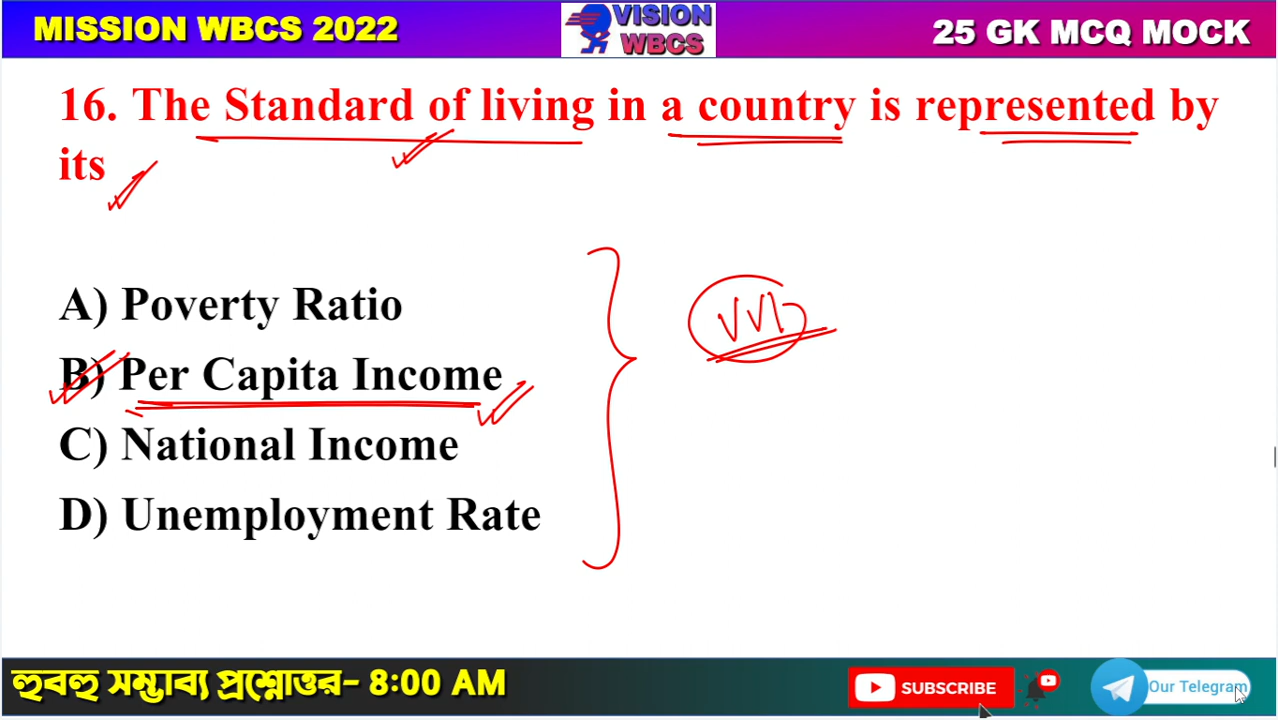 MISSION WBCS 2022
VISION
WBCS
25 GK MCQ MOCK
16. The Standard of living in a country is represented by
its
A) Poverty Ratio
B) Per Capita Income
C) National Income
D) Unemployment Rate
হুবহু সম্ভাব্য প্রশ্নোত্তর- 8:00 AM
SUBSCRIBE
Our Telegram